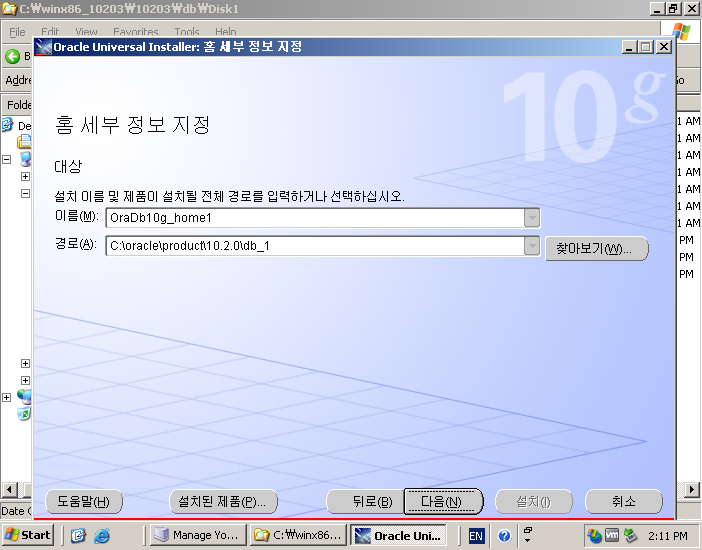 C:₩winx86_10203₩10203₩db₩Disk1
File Edit View Favorites Tools Help
B
Addre
Go
Folde
De
Oracle Universal Installer: 홈 세부 정보 지정
10g
홈 세부 정보 지정
대상
설치 이름 및 제품이 설치될 전체 경로를 입력하거나 선택하십시오.
이름(M): OraDb10g_home1
경로(A): C:\oracle\product\10.2.0\db_1 찾아보기(W)...
1 AM
1 AM
1 AM
1 AM
1 AM
1 AM
1 AM
PM
PM
PM
도움말(H) 설치된 제품(P)... 뒤로(B) 다음(N) 설치(I) 취소
Date C
Start Manage Yo... C:₩winx86... Oracle Uni... EN 2:11 PM